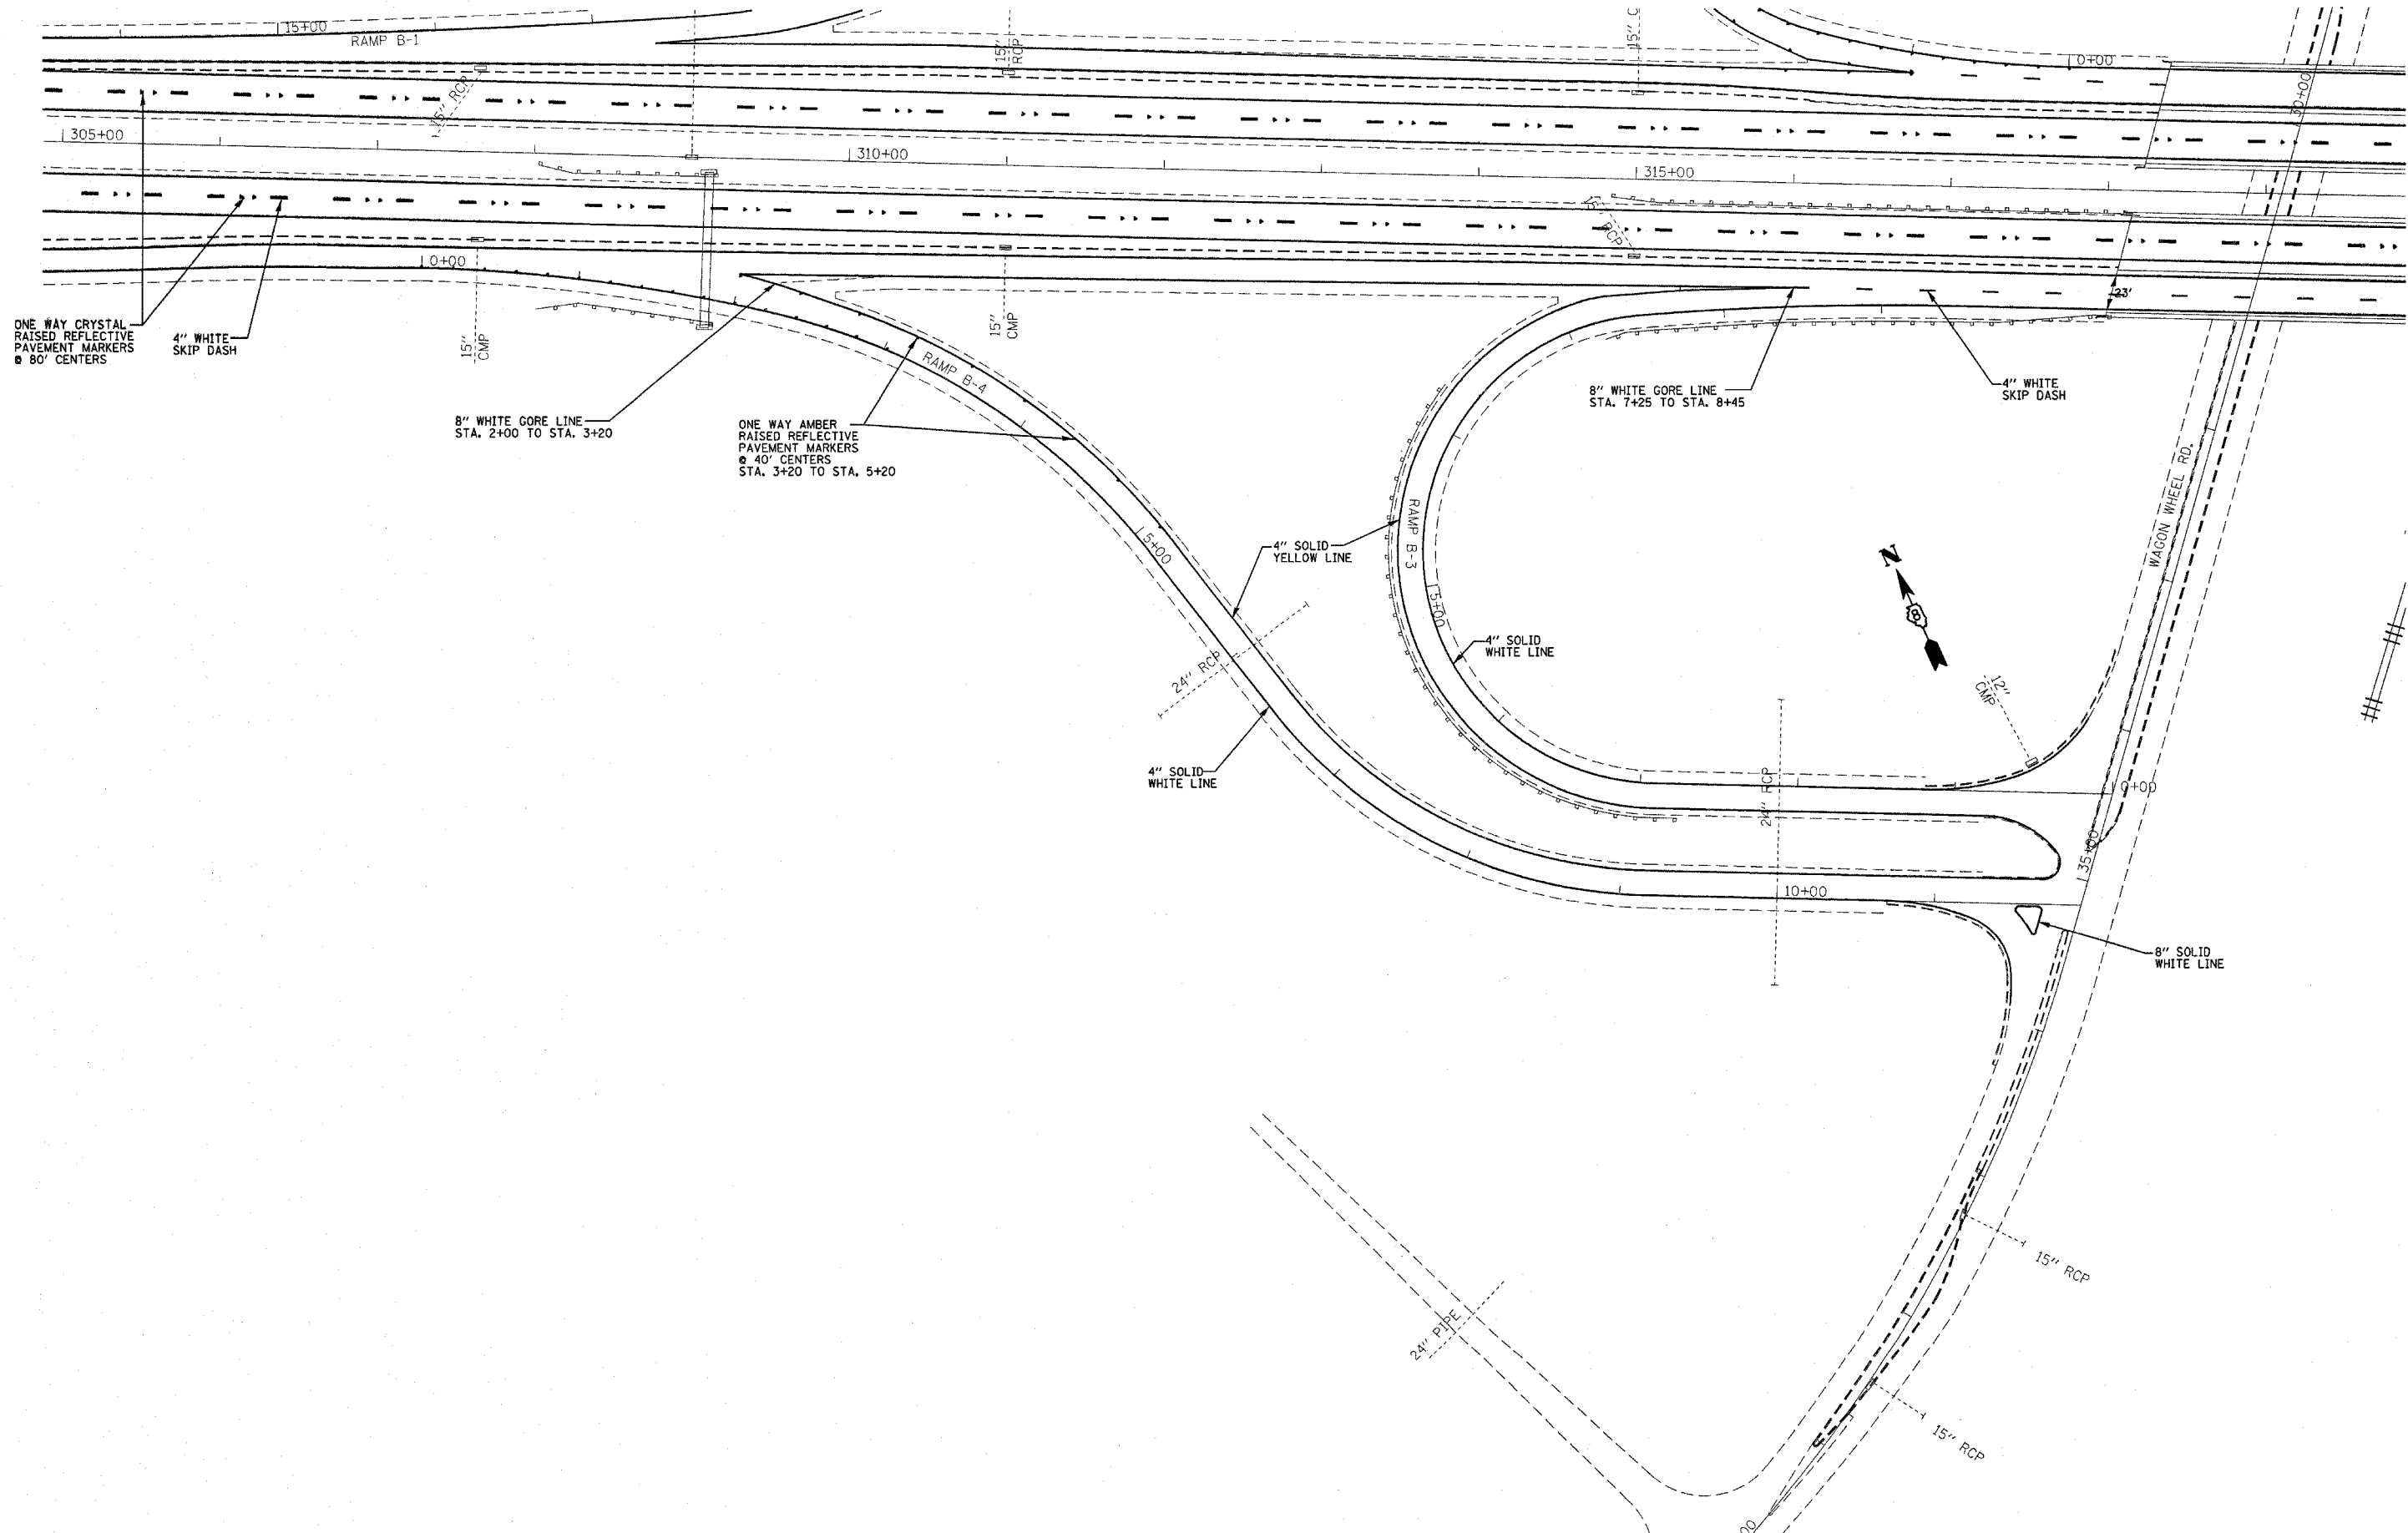 15+00
RAMP B-1
15" RCP
15"
RCP
15" C
0+00
30+00
305+00
310+00
315+00
15"
RCP
0+00
23'
ONE WAY CRYSTAL
RAISED REFLECTIVE
PAVEMENT MARKERS
@ 80' CENTERS
4" WHITE
SKIP DASH
15"
CMP
15"
CMP
RAMP B-4
8" WHITE GORE LINE
STA. 2+00 TO STA. 3+20
ONE WAY AMBER
RAISED REFLECTIVE
PAVEMENT MARKERS
@ 40' CENTERS
STA. 3+20 TO STA. 5+20
8" WHITE GORE LINE
STA. 7+25 TO STA. 8+45
4" WHITE
SKIP DASH
WAGON WHEEL RD.
RAMP B-3
5+00
4" SOLID
YELLOW LINE
5+00
N
8
4" SOLID
WHITE LINE
24" RCP
12"
CMP
4" SOLID
WHITE LINE
24" RCP
0+00
35+00
10+00
8" SOLID
WHITE LINE
15" RCP
24" PIPE
15" RCP
00